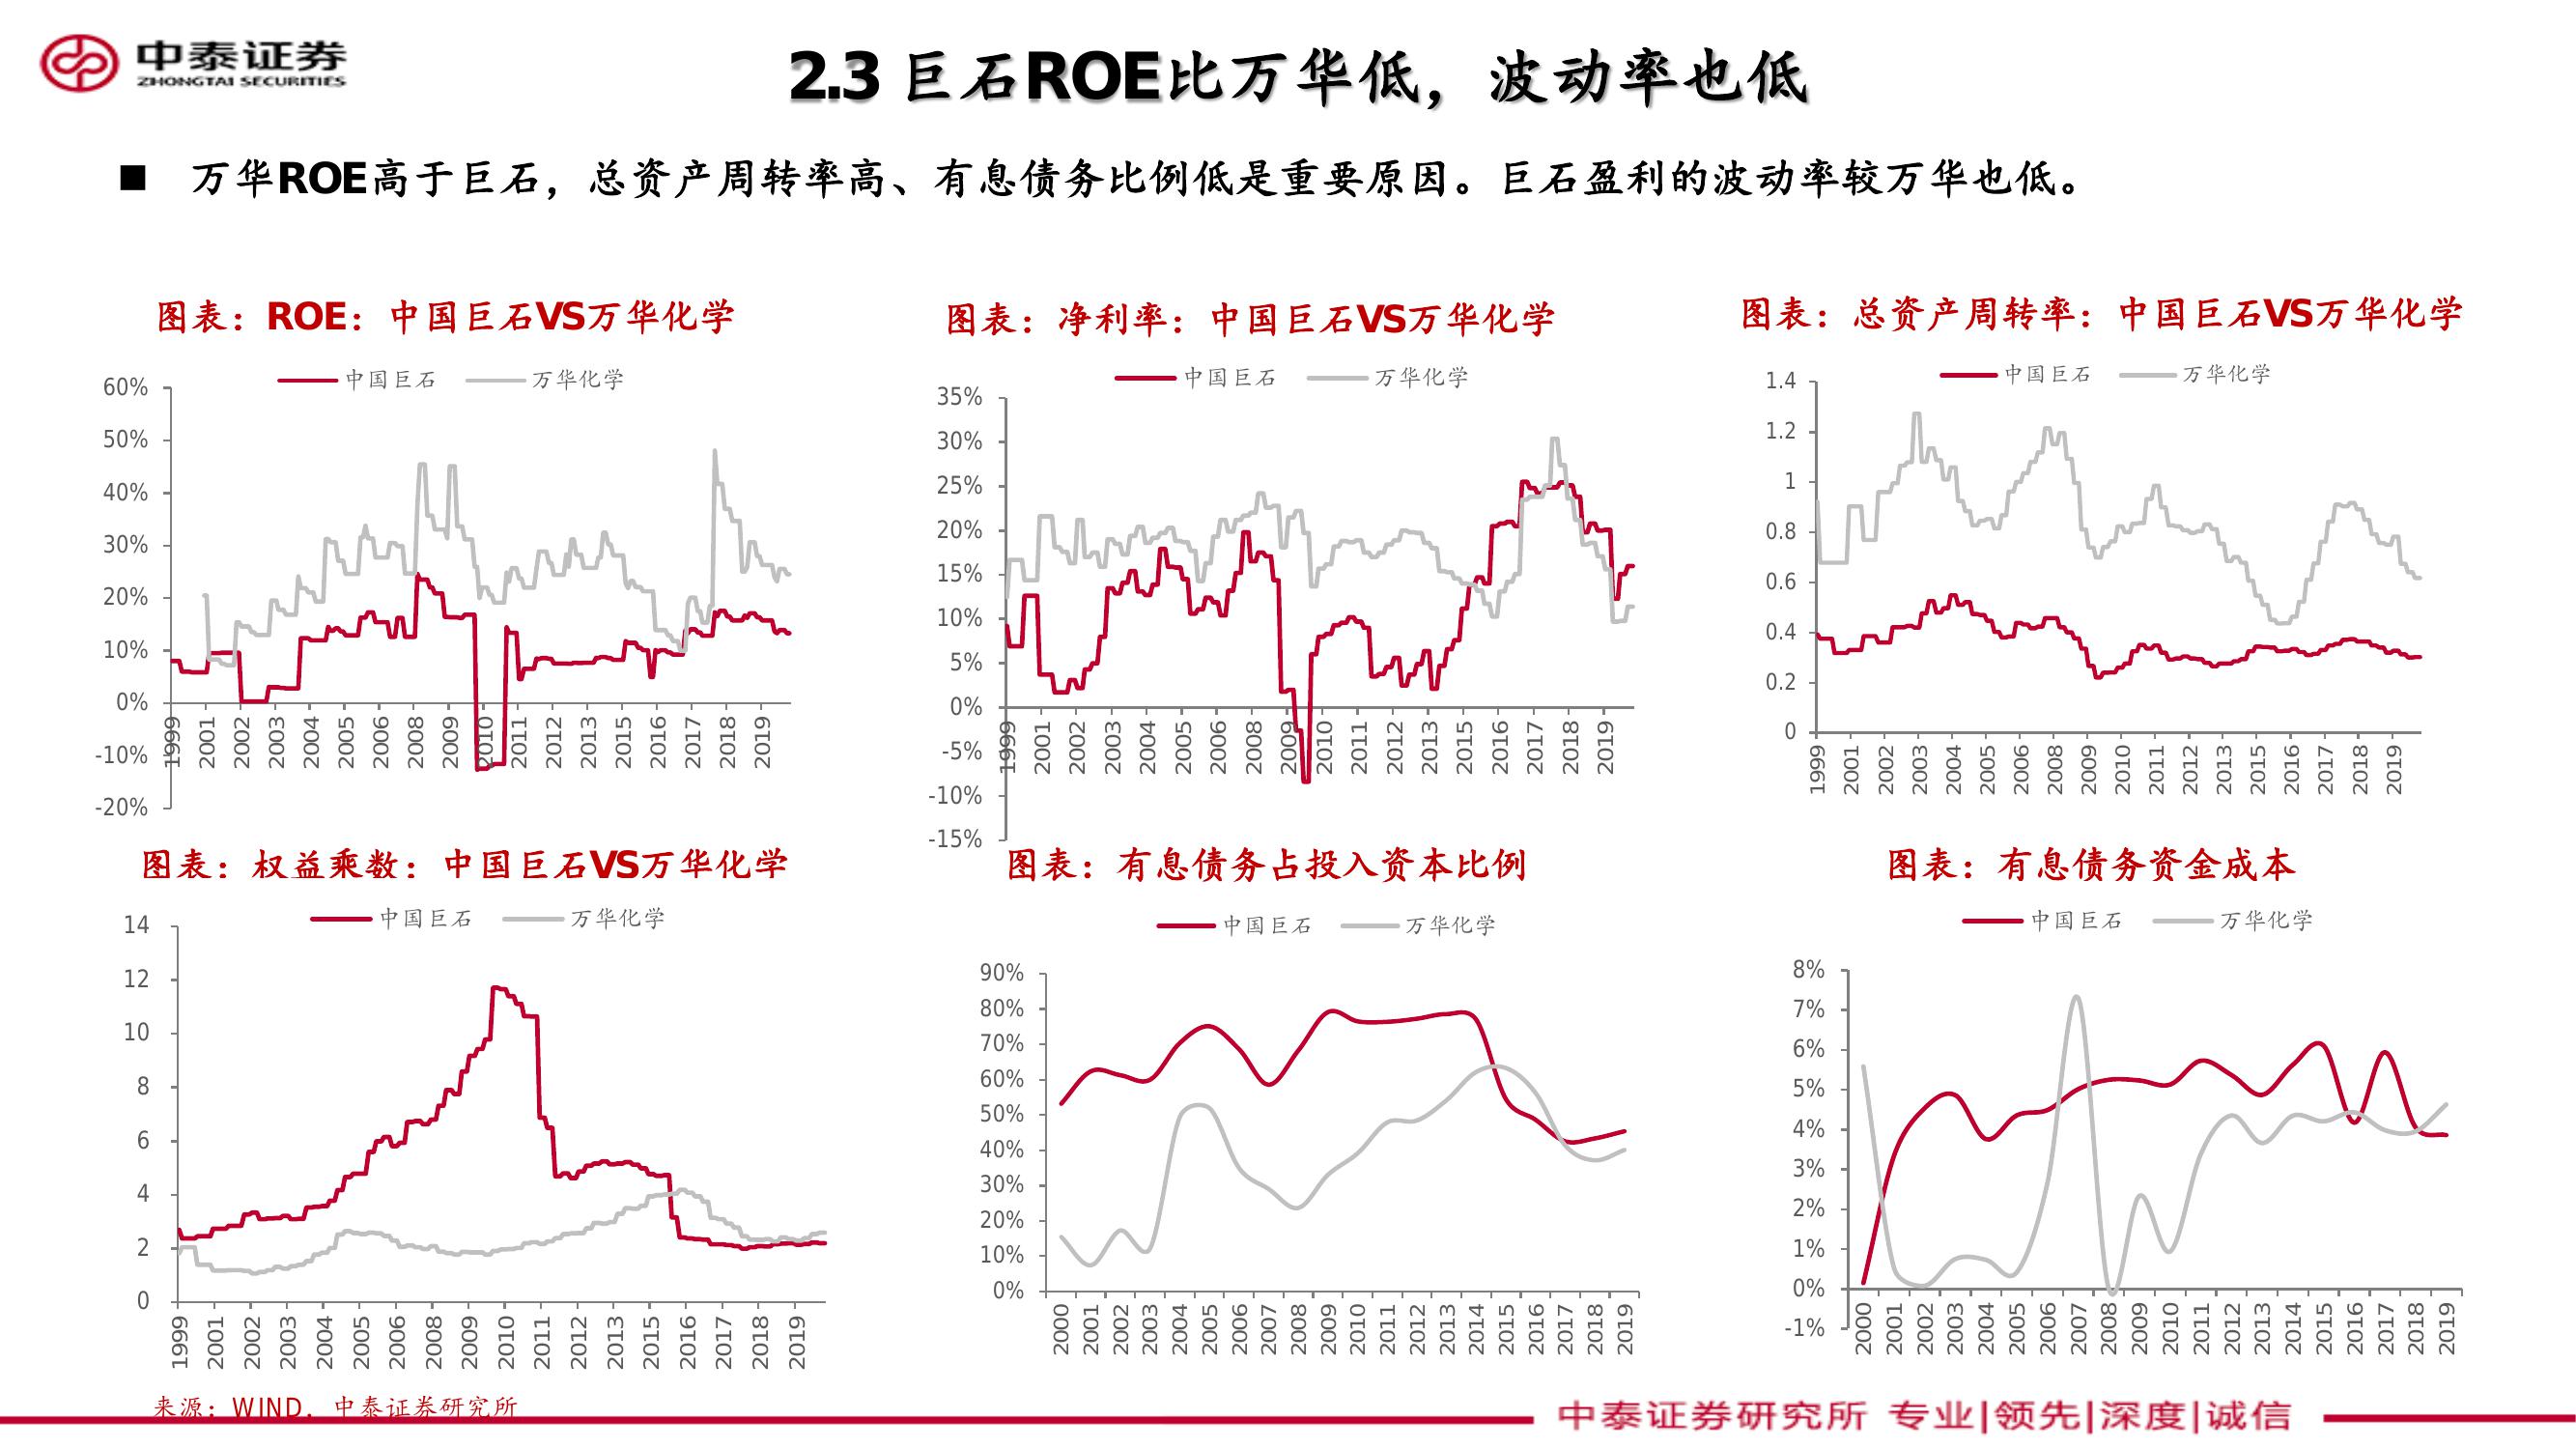 中泰证券
ZHONGTAI SECURITIES
2.3 巨石ROE比万华低，波动率也低
■ 万华ROE高于巨石，总资产周转率高、有息债务比例低是重要原因。巨石盈利的波动率较万华也低。
图表：ROE：中国巨石VS万华化学
中国巨石 万华化学
60%
50%
40%
30%
20%
10%
0%
-10%
-20%
1999 2001 2002 2003 2004 2005 2006 2008 2009 2010 2011 2012 2013 2015 2016 2017 2018 2019
图表：净利率：中国巨石VS万华化学
中国巨石 万华化学
35%
30%
25%
20%
15%
10%
5%
0%
-5%
-10%
-15%
1999 2001 2002 2003 2004 2005 2006 2008 2009 2010 2011 2012 2013 2015 2016 2017 2018 2019
图表：总资产周转率：中国巨石VS万华化学
中国巨石 万华化学
1.4
1.2
1
0.8
0.6
0.4
0.2
0
1999 2001 2002 2003 2004 2005 2006 2008 2009 2010 2011 2012 2013 2015 2016 2017 2018 2019
图表：权益乘数：中国巨石VS万华化学
中国巨石 万华化学
14
12
10
8
6
4
2
0
1999 2001 2002 2003 2004 2005 2006 2008 2009 2010 2011 2012 2013 2015 2016 2017 2018 2019
图表：有息债务占投入资本比例
中国巨石 万华化学
90%
80%
70%
60%
50%
40%
30%
20%
10%
0%
2000 2001 2002 2003 2004 2005 2006 2007 2008 2009 2010 2011 2012 2013 2014 2015 2016 2017 2018 2019
图表：有息债务资金成本
中国巨石 万华化学
8%
7%
6%
5%
4%
3%
2%
1%
0%
-1%
2000 2001 2002 2003 2004 2005 2006 2007 2008 2009 2010 2011 2012 2013 2014 2015 2016 2017 2018 2019
来源：WIND，中泰证券研究所
中泰证券研究所 专业|领先|深度|诚信